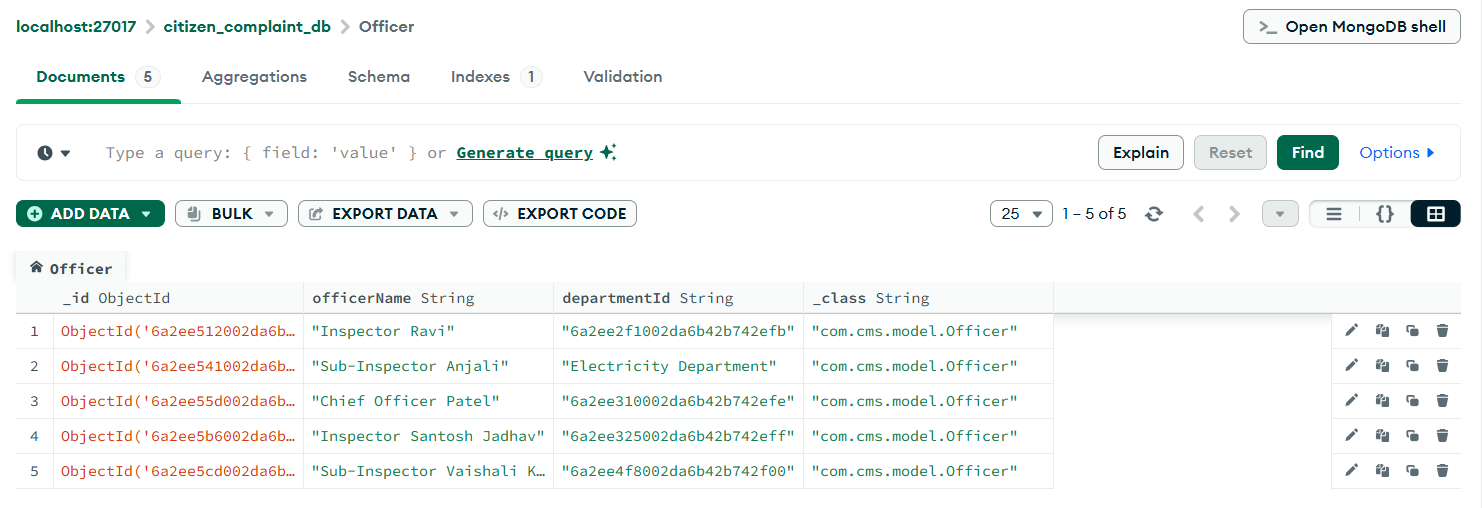 localhost:27017 > citizen_complaint_db > Officer
>_ Open MongoDB shell
Documents 5 Aggregations Schema Indexes 1 Validation
Type a query: { field: 'value' } or Generate query
Explain Reset Find Options
ADD DATA BULK EXPORT DATA </> EXPORT CODE
25 1 – 5 of 5 {}
Officer
_id ObjectId officerName String departmentId String _class String
1 ObjectId('6a2ee512002da6b… "Inspector Ravi" "6a2ee2f1002da6b42b742efb" "com.cms.model.Officer"
2 ObjectId('6a2ee541002da6b… "Sub-Inspector Anjali" "Electricity Department" "com.cms.model.Officer"
3 ObjectId('6a2ee55d002da6b… "Chief Officer Patel" "6a2ee310002da6b42b742efe" "com.cms.model.Officer"
4 ObjectId('6a2ee5b6002da6b… "Inspector Santosh Jadhav" "6a2ee325002da6b42b742eff" "com.cms.model.Officer"
5 ObjectId('6a2ee5cd002da6b… "Sub-Inspector Vaishali K… "6a2ee4f8002da6b42b742f00" "com.cms.model.Officer"